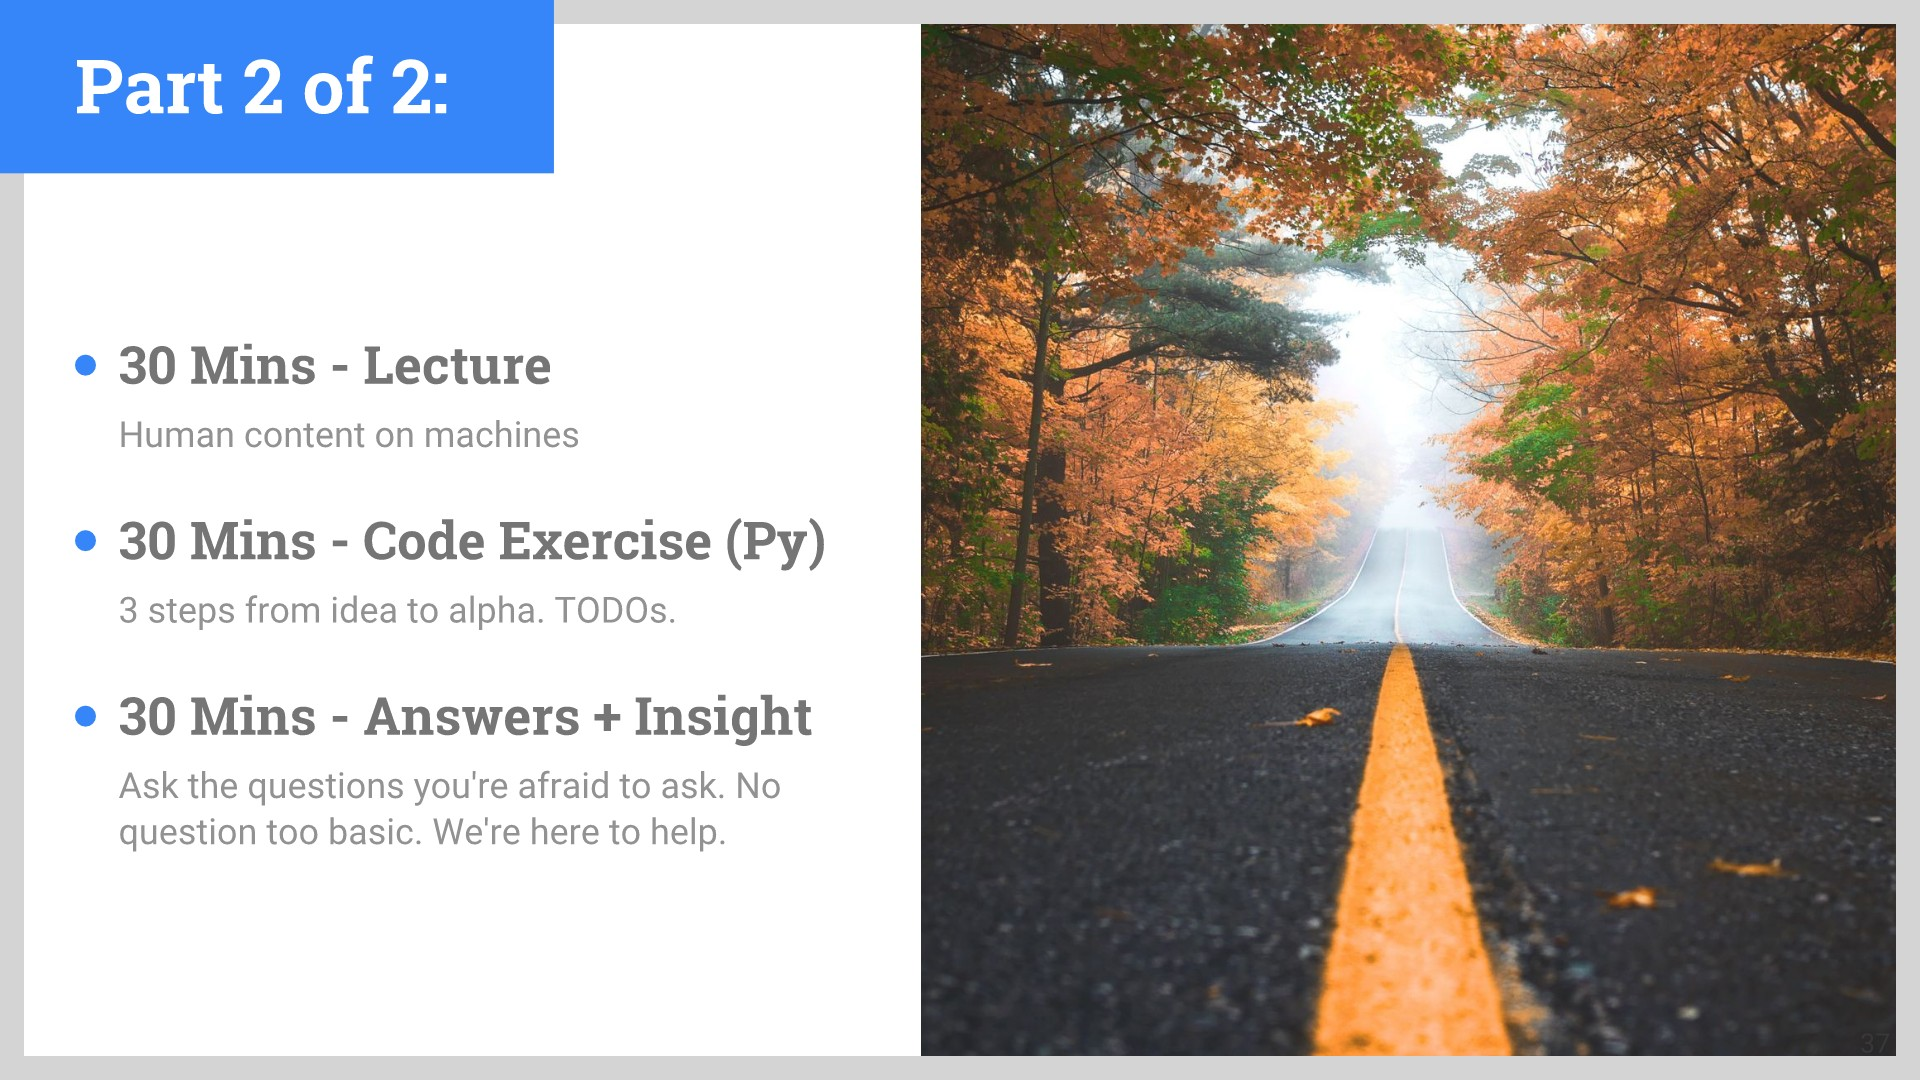 Part 2 of 2:
30 Mins - Lecture
Human content on machines
30 Mins - Code Exercise (Py)
3 steps from idea to alpha. TODOs.
30 Mins - Answers + Insight
Ask the questions you're afraid to ask. No
question too basic. We're here to help.
37